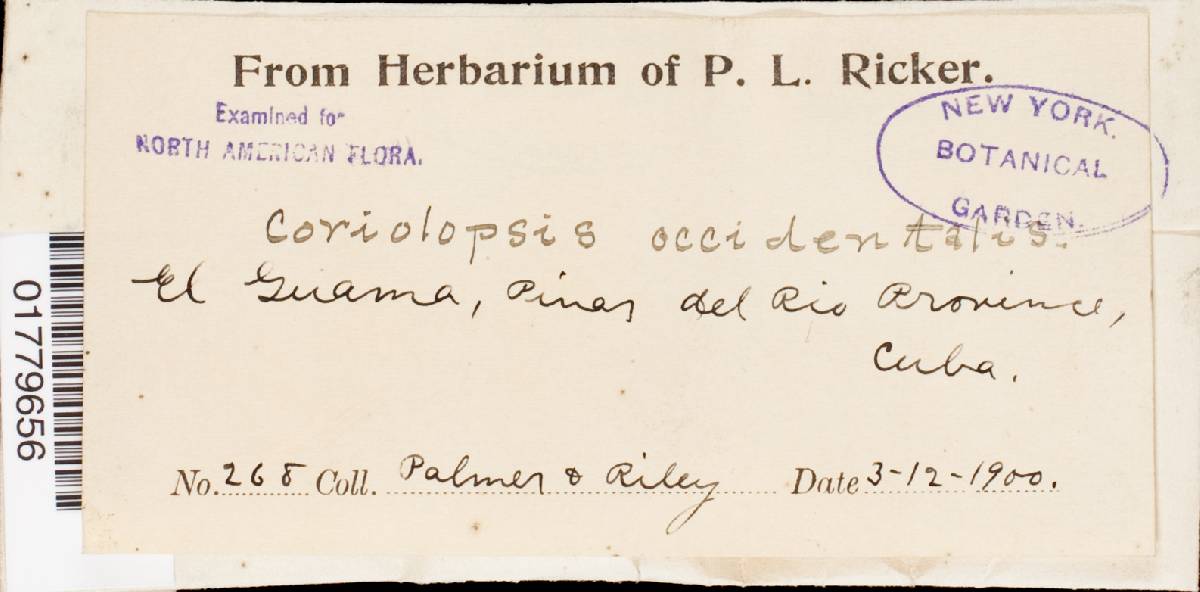 From Herbarium of P. L. Ricker.
Examined for
NORTH AMERICAN FLORA.
NEW YORK.
BOTANICAL
GARDEN.
Coriolopsis occidentalis.
El Guama, Pinar del Rio Province,
Cuba.
No. 268 Coll. Palmer & Riley Date 3-12-1900.
01779656